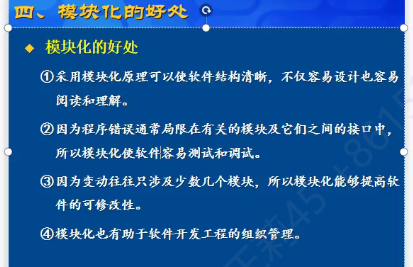 四、模块化的好处
模块化的好处
①采用模块化原理可以使软件结构清晰，不仅容易设计也容易
阅读和理解。
②因为程序错误通常局限在有关的模块及它们之间的接口中，
所以模块化使软件容易测试和调试。
③因为变动往往只涉及少数几个模块，所以模块化能够提高软
件的可修改性。
④模块化也有助于软件开发工程的组织管理。